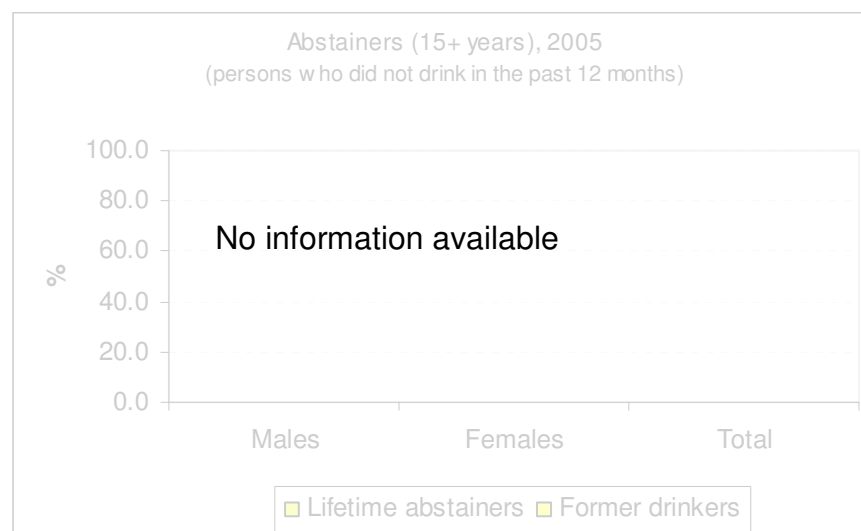 Abstainers (15+ years), 2005
(persons who did not drink in the past 12 months)
100.0
80.0
No information available
60.0
%
40.0
20.0
0.0
Males Females Total
Lifetime abstainers Former drinkers